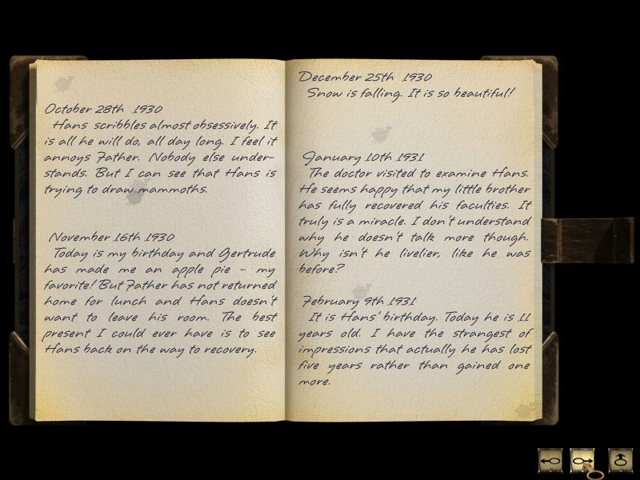 October 28th 1930
Hans scribbles almost obsessively. It
is all he will do, all day long. I feel it
annoys Father. Nobody else under-
stands. But I can see that Hans is
trying to draw mammoths.
November 16th 1930
Today is my birthday and Gertrude
has made me an apple pie - my
favorite! But Father has not returned
home for lunch and Hans doesn't
want to leave his room. The best
present I could ever have is to see
Hans back on the way to recovery.
December 25th 1930
Snow is falling. It is so beautiful!
January 10th 1931
The doctor visited to examine Hans.
He seems happy that my little brother
has fully recovered his faculties. It
truly is a miracle. I don't understand
why he doesn't talk more though.
Why isn't he livelier, like he was
before?
February 9th 1931
It is Hans' birthday. Today he is 11
years old. I have the strangest of
impressions that actually he has lost
five years rather than gained one
more.